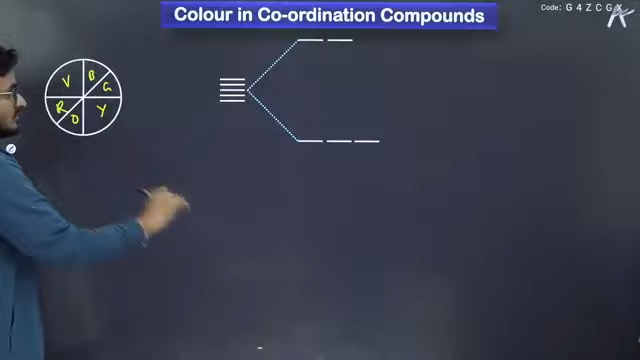 Colour in Co-ordination Compounds
Code: G 4 Z C G X
V
B
G
R
O
Y